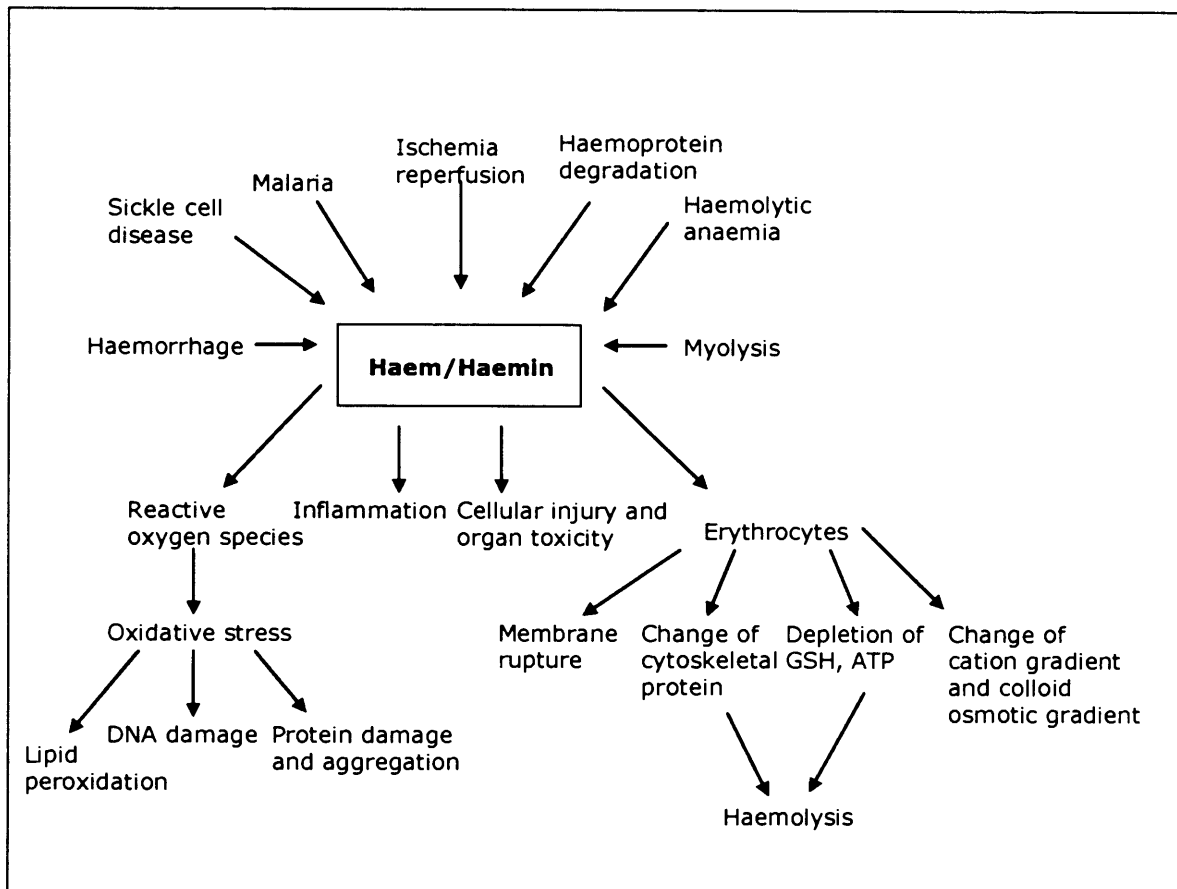 Ischemia
reperfusion
Haemoprotein
degradation
Malaria
Sickle cell
disease
Haemolytic
anaemia
Haemorrhage
Haem/Haemin
Myolysis
Reactive
oxygen species
Inflammation
Cellular injury and
organ toxicity
Erythrocytes
Oxidative stress
Membrane
rupture
Change of
cytoskeletal
protein
Depletion of
GSH, ATP
Change of
cation gradient
and colloid
osmotic gradient
Lipid
peroxidation
DNA damage
Protein damage
and aggregation
Haemolysis